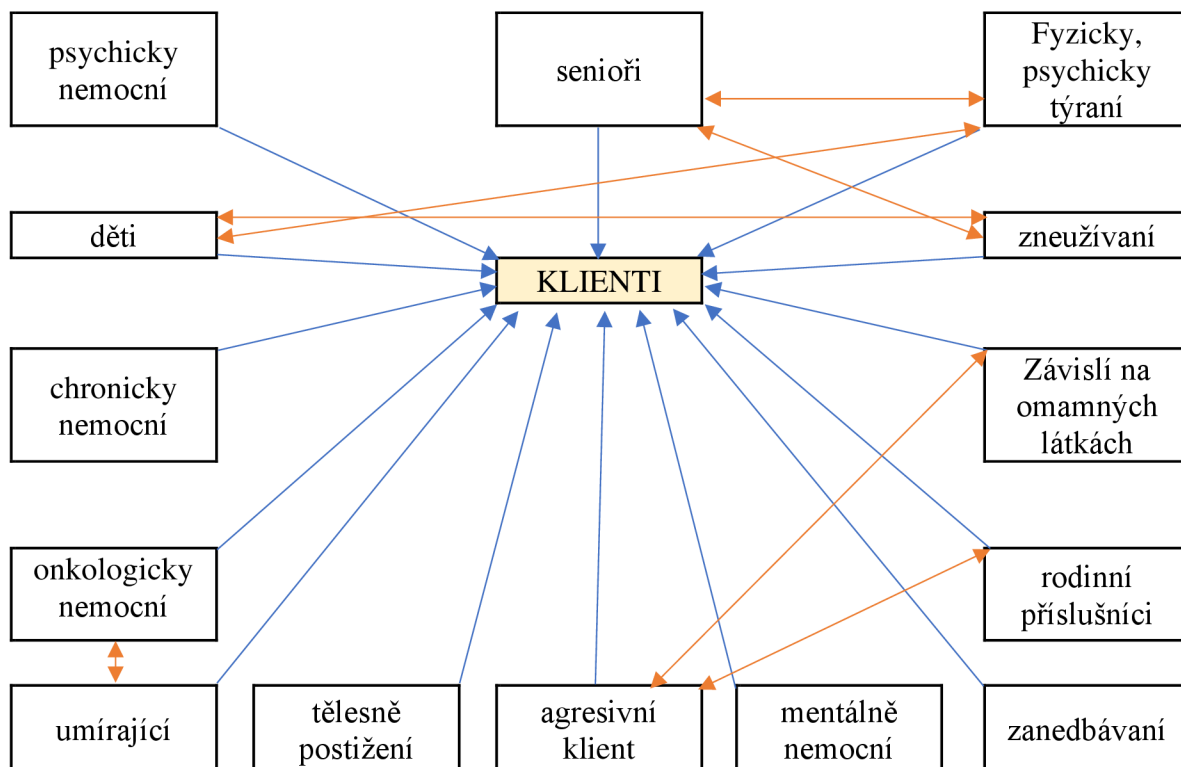 psychicky
nemocní
senioři
Fyzicky,
psychicky
týraní
děti
zneužívaní
KLIENTI
chronicky
nemocní
Závislí na
omamných
látkách
onkologicky
nemocní
rodinní
příslušníci
umírající
tělesně
postižení
agresivní
klient
mentálně
nemocní
zanedbávaní